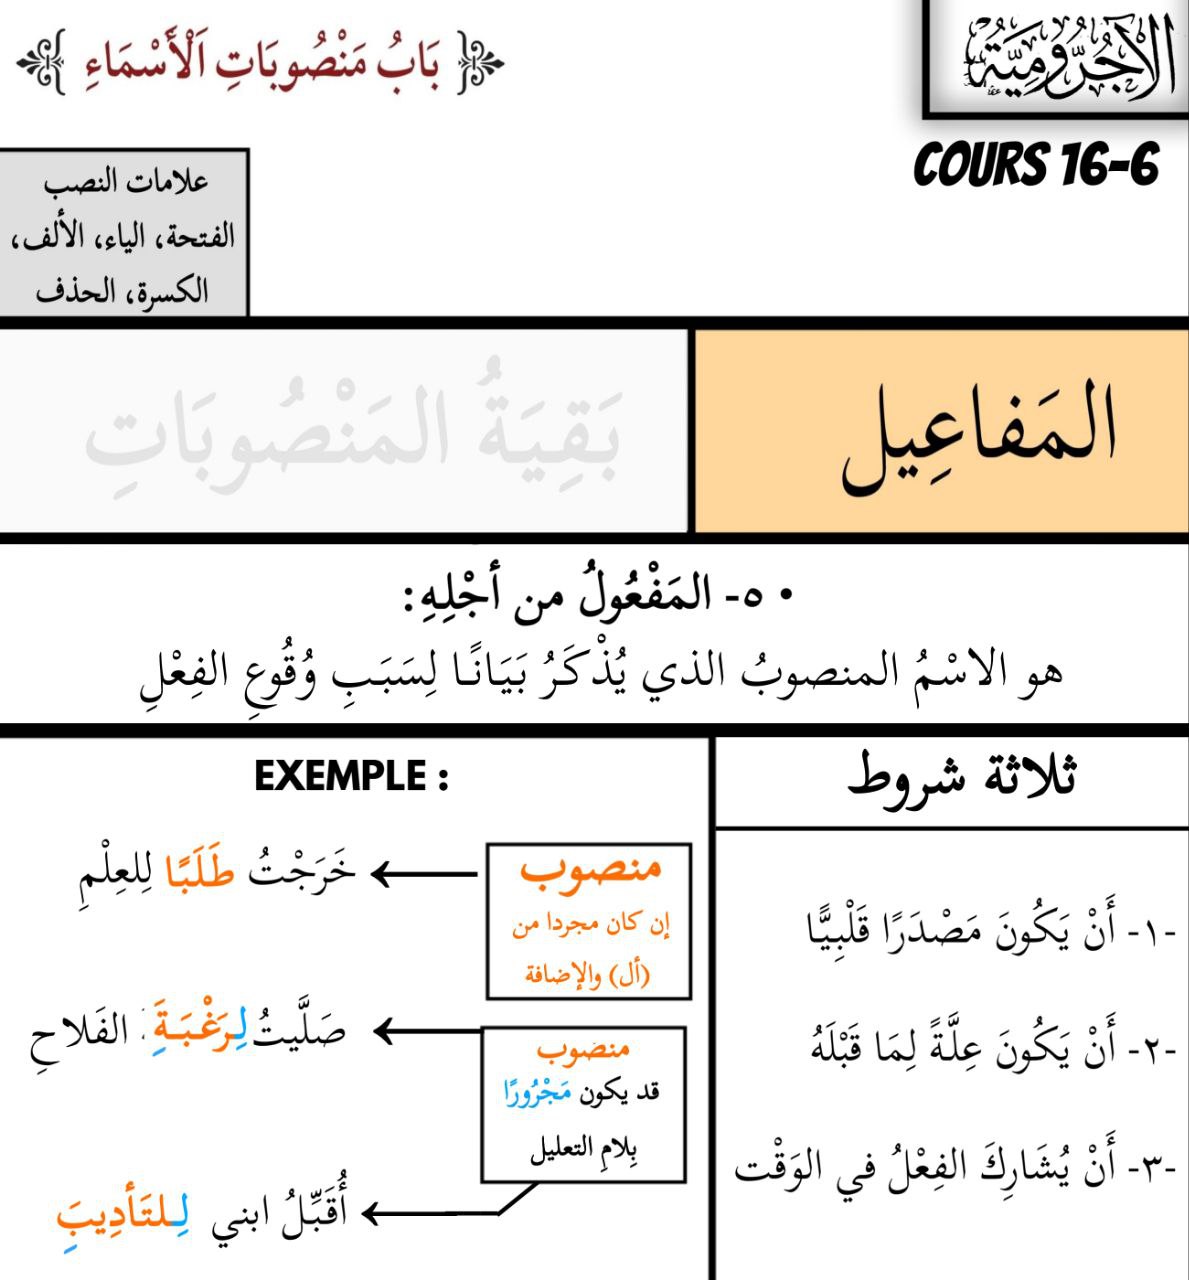 الآجُرُّومِيَّةُ
بَابُ مَنْصُوبَاتِ اَلْأَسْمَاءِ
COURS 16-6
علامات النصب
الفتحة، الياء، الألف،
الكسرة، الحذف
المَفاعِيل
بَقِيَةُ المَنْصُوبَاتِ
• ٥- المَفْعُولُ من أجْلِهِ:
هو الاسْمُ المنصوبُ الذي يُذْكَرُ بَيَانًا لِسَبَبِ وُقُوعِ الفِعْلِ
ثلاثة شروط
-١- أَنْ يَكُونَ مَصْدَرًا قَلْبِيًّا
-٢- أَنْ يَكُونَ عِلَّةً لِمَا قَبْلَهُ
-٣- أَنْ يُشَارِكَ الفِعْلُ في الوَقْت
EXEMPLE :
منصوب
إن كان مجردا من
(أل) والإضافة
خَرَجْتُ طَلَبًا لِلعِلْمِ
منصوب
قد يكون مَجْرُورًا
بِلامِ التعليل
صَلَّيتُ لِرَغْبَةَِ الفَلاحِ
أُقَبِّلُ ابني لِلتَأدِيبَِ